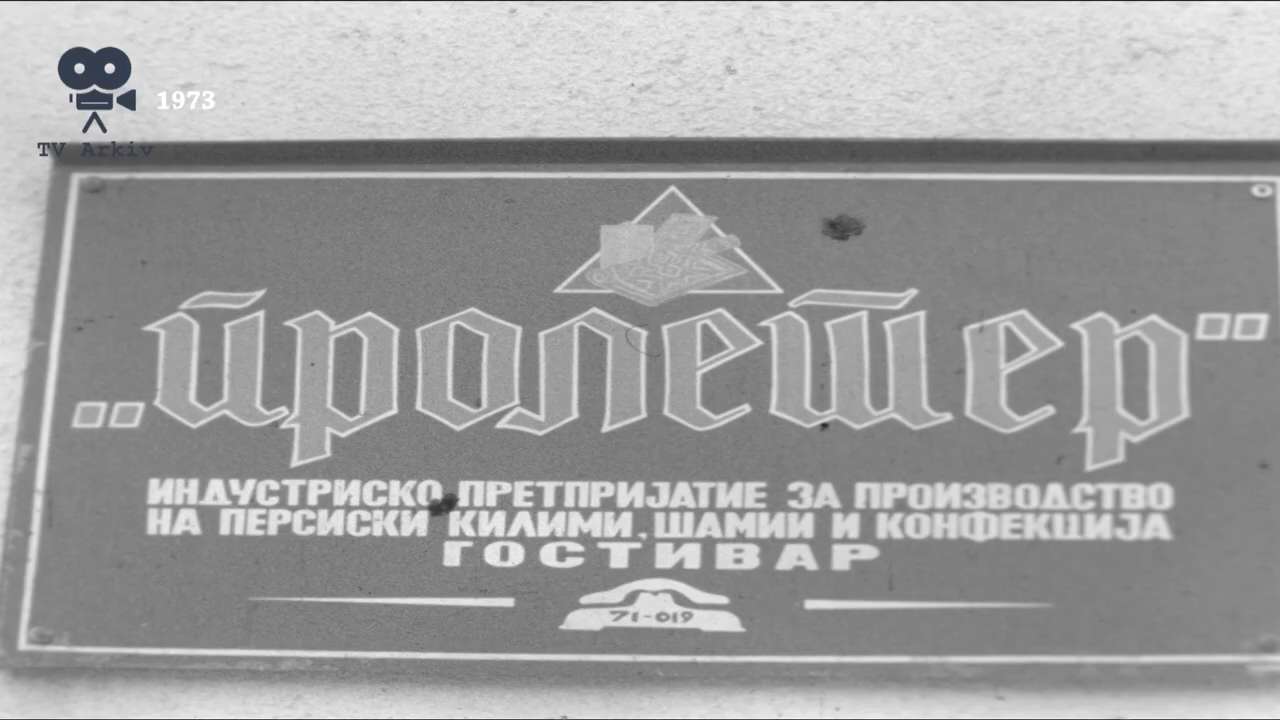 1973
TV Arkiv
„пролетер"
ИНДУСТРИСКО ПРЕТПРИЈАТИЕ ЗА ПРОИЗВОДСТВО
НА ПЕРСИСКИ КИЛИМИ, ШАМИИ И КОНФЕКЦИЈА
ГОСТИВАР
71-019